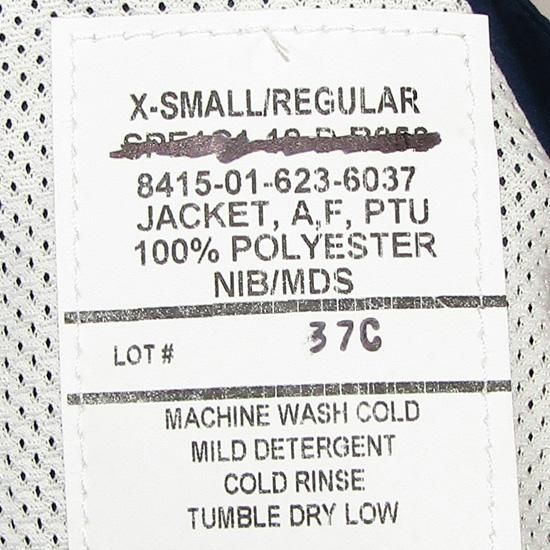 X-SMALL/REGULAR
8415-01-623-6037
JACKET, A,F, PTU
100% POLYESTER
NIB/MDS
LOT # 37C
MACHINE WASH COLD
MILD DETERGENT
COLD RINSE
TUMBLE DRY LOW